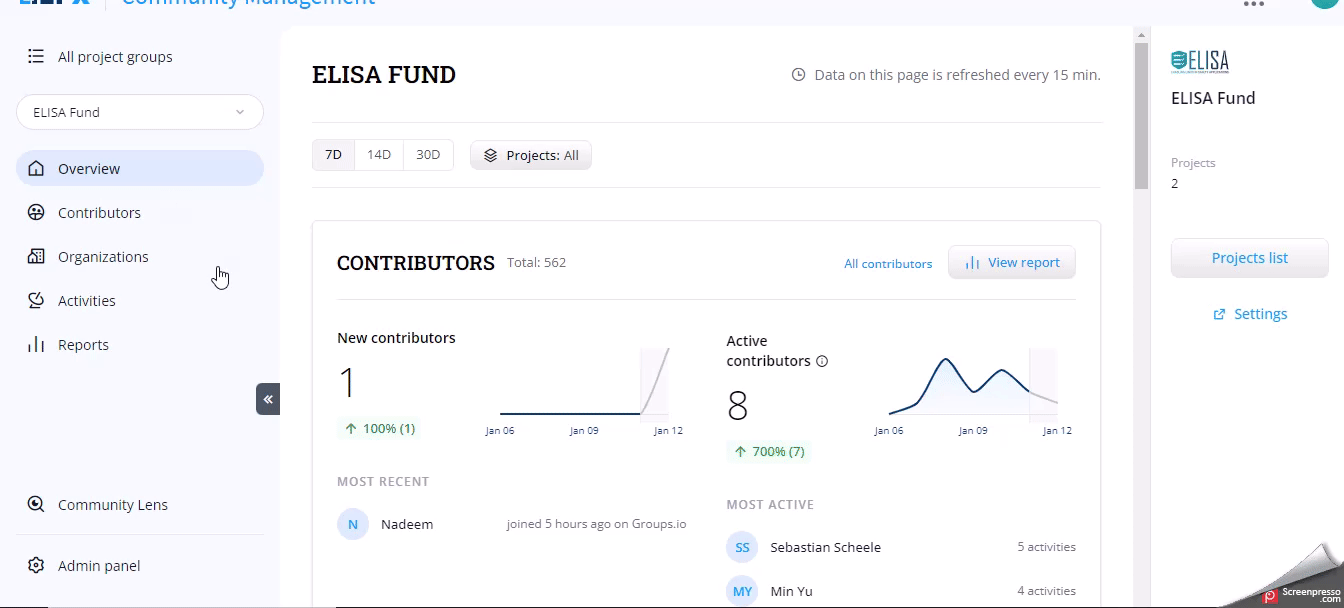 Community Management
All project groups
ELISA Fund
Overview
Contributors
Organizations
Activities
Reports
Community Lens
Admin panel
ELISA FUND
Data on this page is refreshed every 15 min.
7D 14D 30D Projects: All
CONTRIBUTORS Total: 562 All contributors View report
New contributors
1
100% (1)
Jan 06 Jan 09 Jan 12
MOST RECENT
N Nadeem joined 5 hours ago on Groups.io
Active
contributors
8
700% (7)
Jan 06 Jan 09 Jan 12
MOST ACTIVE
SS Sebastian Scheele 5 activities
MY Min Yu 4 activities
ELISA
ELISA Fund
Projects
2
Projects list
Settings
Screenpresso
.com